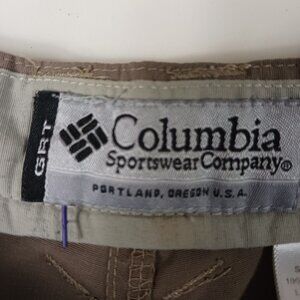 GRT
Columbia
Sportswear Company®
PORTLAND, OREGON U.S.A.